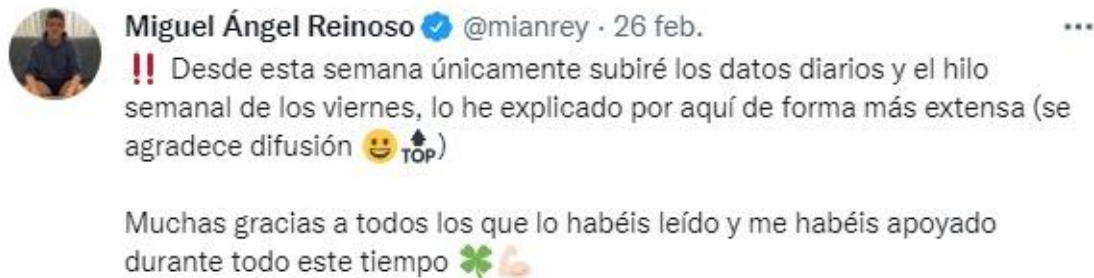 Miguel Ángel Reinoso @mianrey · 26 feb.
‼️ Desde esta semana únicamente subiré los datos diarios y el hilo
semanal de los viernes, lo he explicado por aquí de forma más extensa (se
agradece difusión 😀🔝)
Muchas gracias a todos los que lo habéis leído y me habéis apoyado
durante todo este tiempo 🍀💪🏻